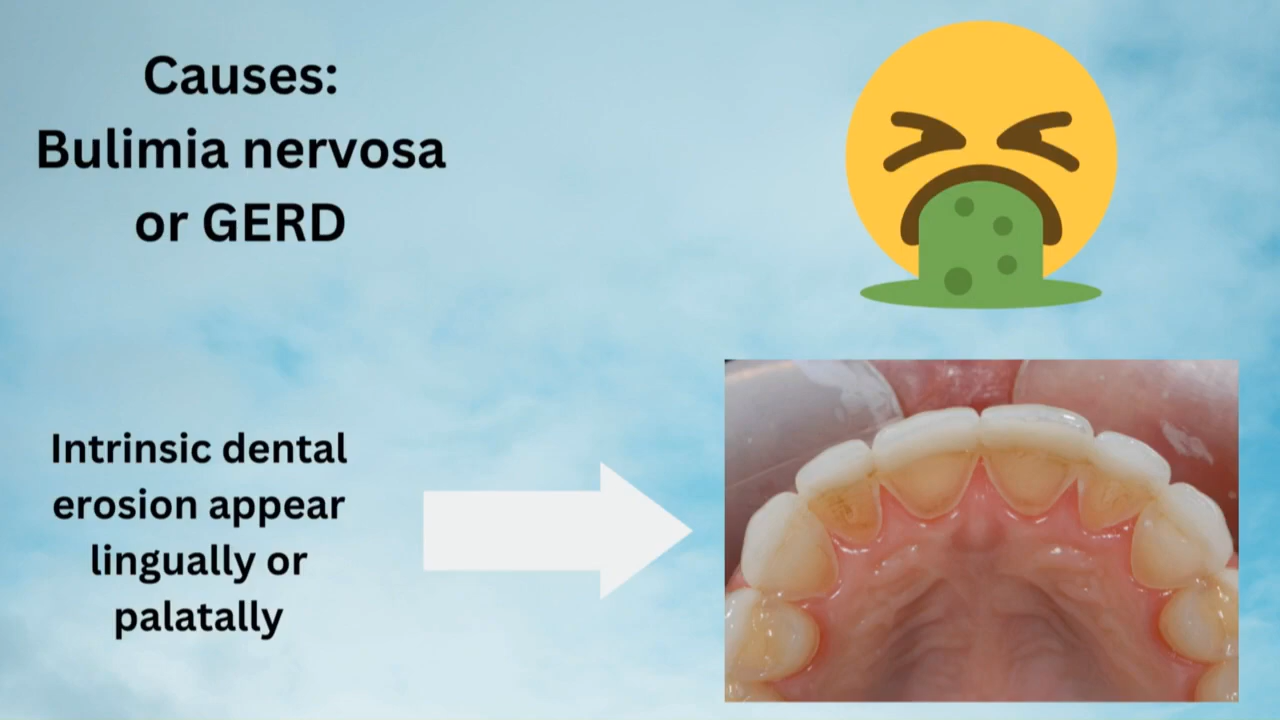 Causes:
Bulimia nervosa
or GERD
Intrinsic dental
erosion appear
lingually or
palatally